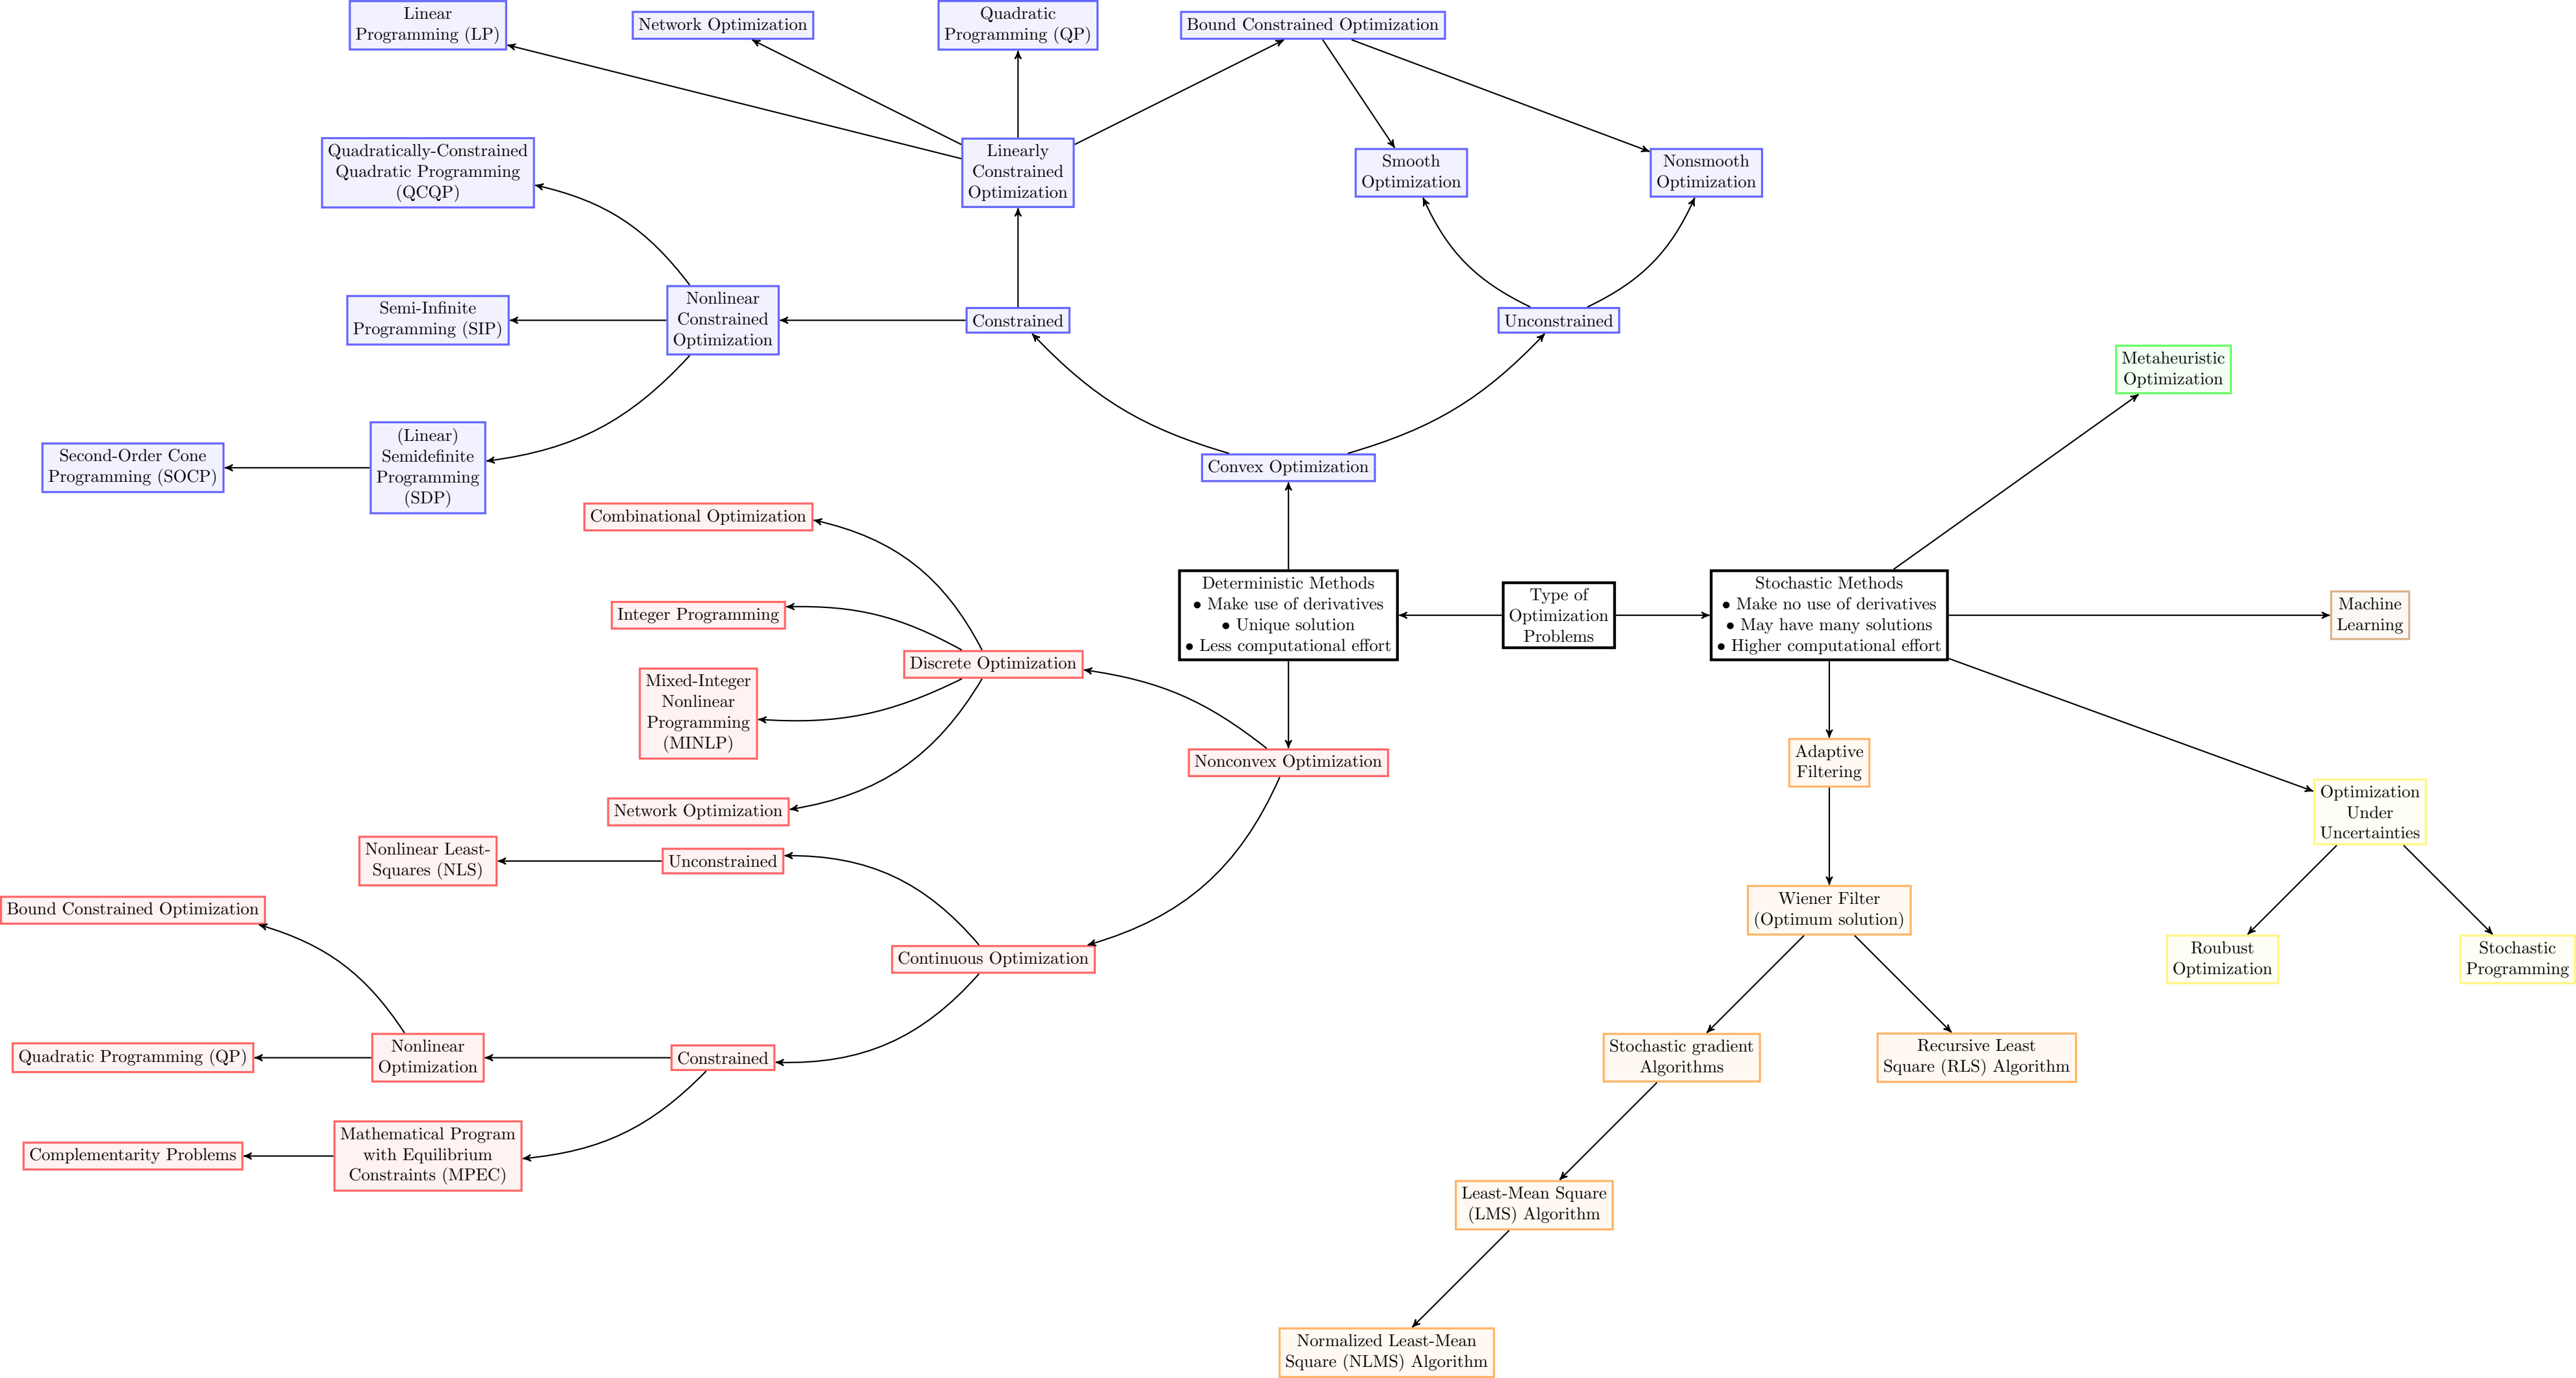 Linear
Programming (LP)
Network Optimization
Quadratic
Programming (QP)
Bound Constrained Optimization
Quadratically-Constrained
Quadratic Programming
(QCQP)
Linearly
Constrained
Optimization
Smooth
Optimization
Nonsmooth
Optimization
Semi-Infinite
Programming (SIP)
Nonlinear
Constrained
Optimization
Constrained
Unconstrained
Metaheuristic
Optimization
Second-Order Cone
Programming (SOCP)
(Linear)
Semidefinite
Programming
(SDP)
Convex Optimization
Combinational Optimization
Integer Programming
Deterministic Methods
• Make use of derivatives
• Unique solution
• Less computational effort
Type of
Optimization
Problems
Stochastic Methods
• Make no use of derivatives
• May have many solutions
• Higher computational effort
Machine
Learning
Discrete Optimization
Mixed-Integer
Nonlinear
Programming
(MINLP)
Nonconvex Optimization
Adaptive
Filtering
Network Optimization
Optimization
Under
Uncertainties
Nonlinear Least-
Squares (NLS)
Unconstrained
Bound Constrained Optimization
Wiener Filter
(Optimum solution)
Continuous Optimization
Roubust
Optimization
Stochastic
Programming
Quadratic Programming (QP)
Nonlinear
Optimization
Constrained
Stochastic gradient
Algorithms
Recursive Least
Square (RLS) Algorithm
Complementarity Problems
Mathematical Program
with Equilibrium
Constraints (MPEC)
Least-Mean Square
(LMS) Algorithm
Normalized Least-Mean
Square (NLMS) Algorithm